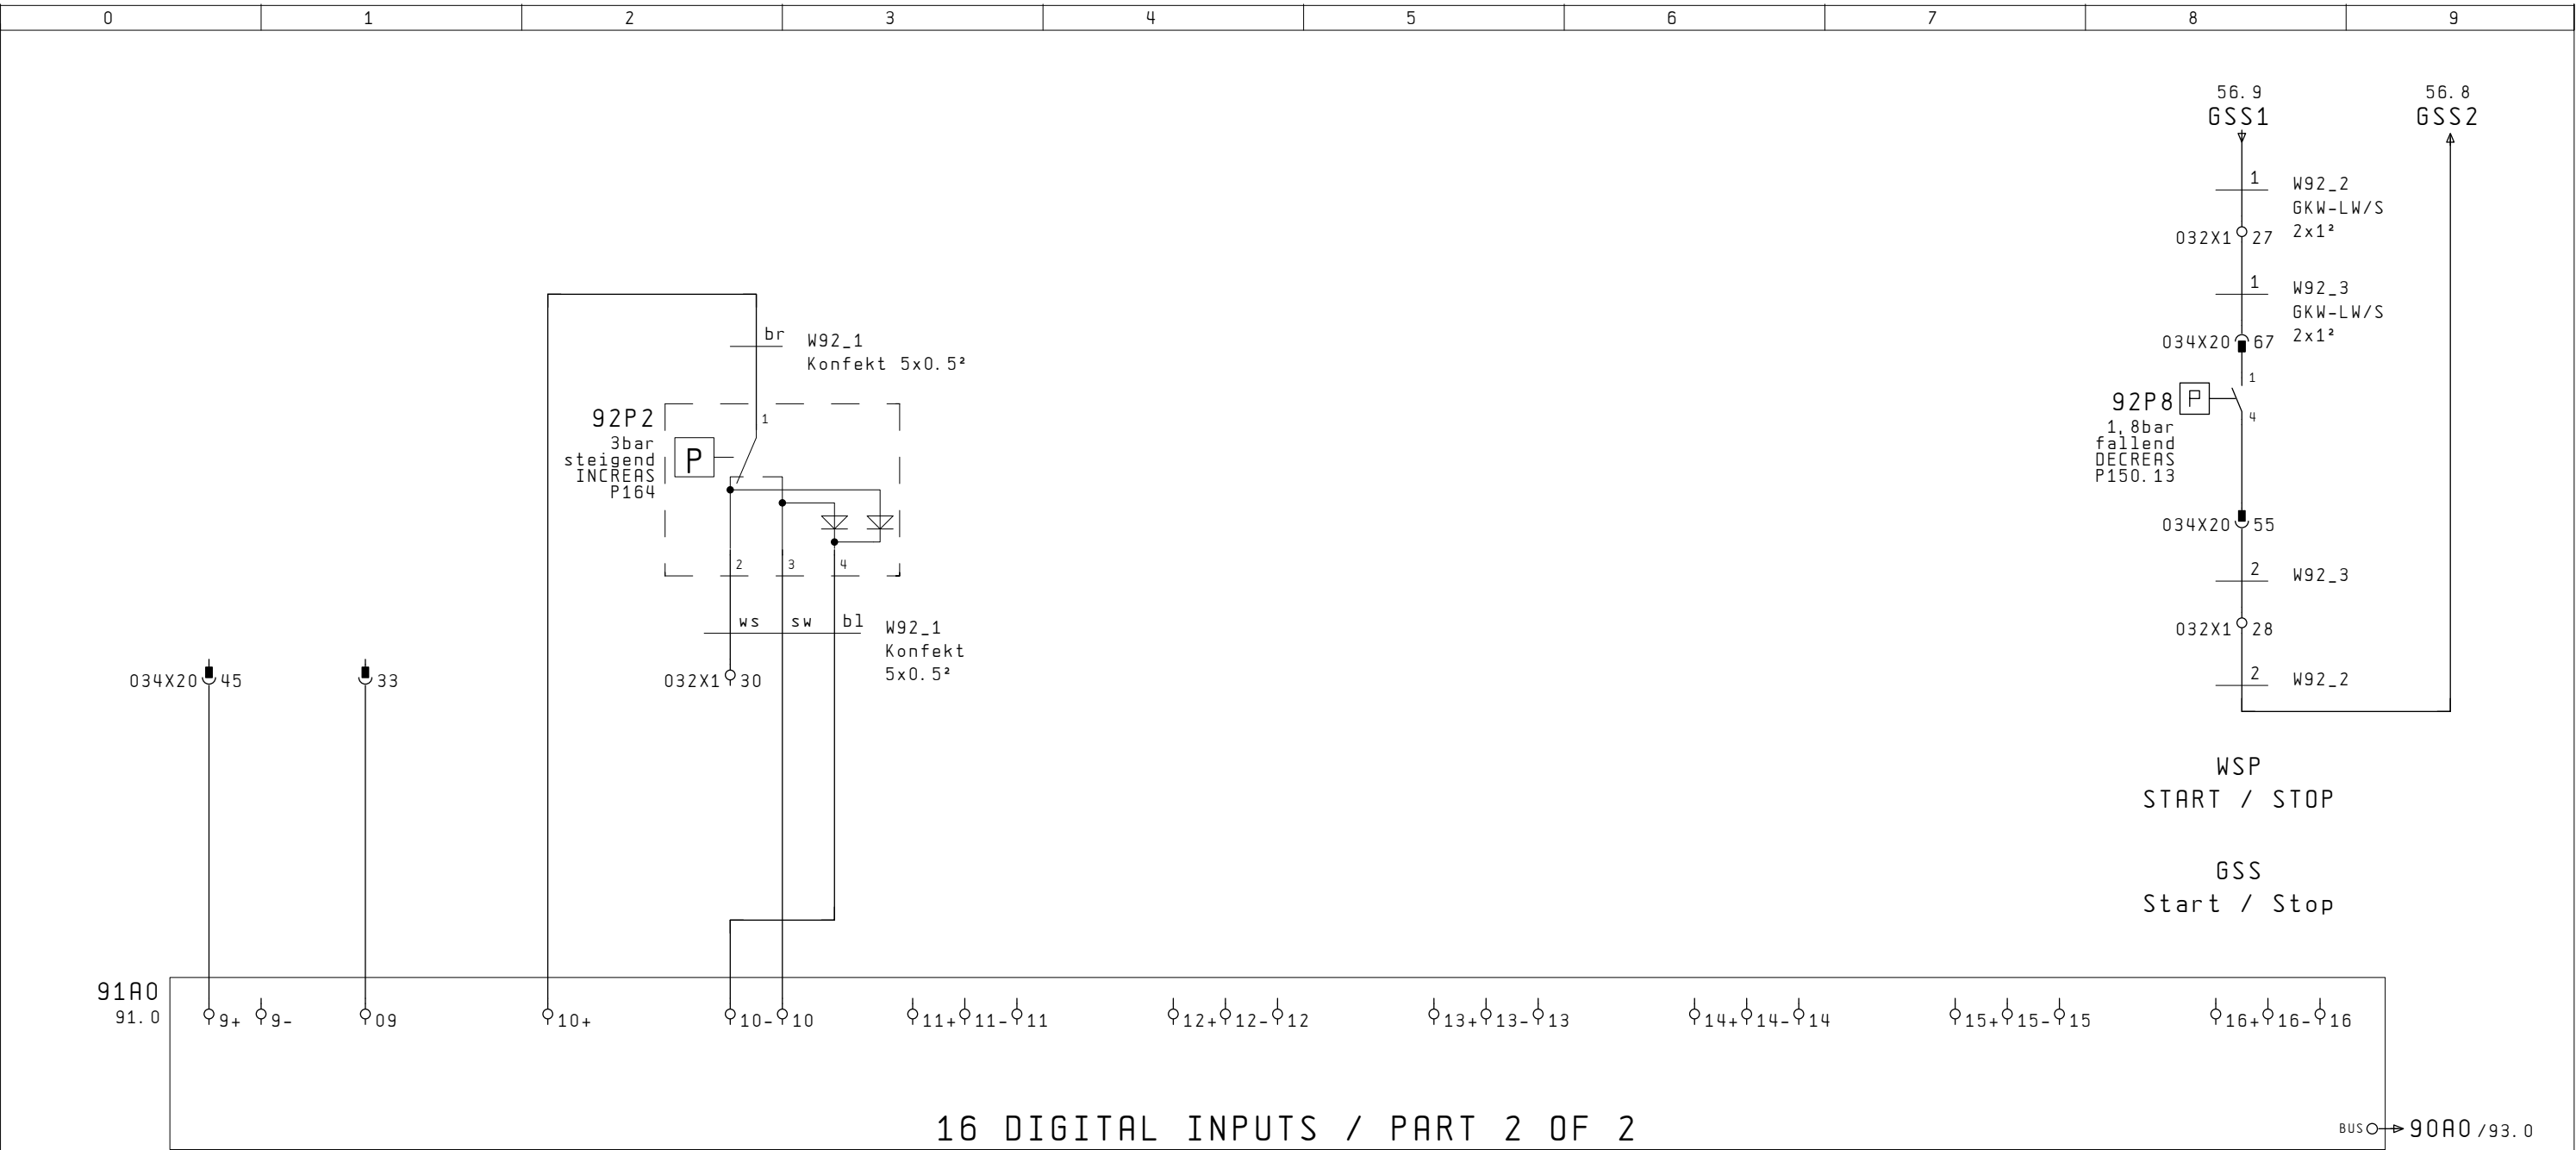 0 1 2 3 4 5 6 7 8 9
56.9 56.8
GSS1 GSS2
1 W92_2
GKW-LW/S
2x1²
032X1 27
1 W92_3
GKW-LW/S
2x1²
034X20 67
br W92_1
Konfekt 5x0.5²
92P2
3bar
steigend
INCREAS
P164
P
1
2 3 4
92P8 P
1
4
1,8bar
fallend
DECREAS
P150.13
034X20 55
2 W92_3
ws sw bl W92_1
Konfekt
5x0.5²
032X1 28
034X20 45 33 032X1 30
2 W92_2
WSP
START / STOP
GSS
Start / Stop
91A0
91.0
9+ 9- 09 10+ 10- 10 11+ 11- 11 12+ 12- 12 13+ 13- 13 14+ 14- 14 15+ 15- 15 16+ 16- 16
16 DIGITAL INPUTS / PART 2 OF 2
BUS 90A0 /93.0